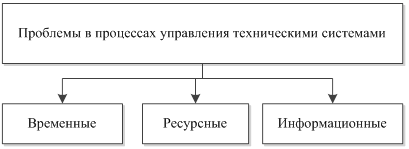 Проблемы в процессах управления техническими системами
Временные
Ресурсные
Информационные